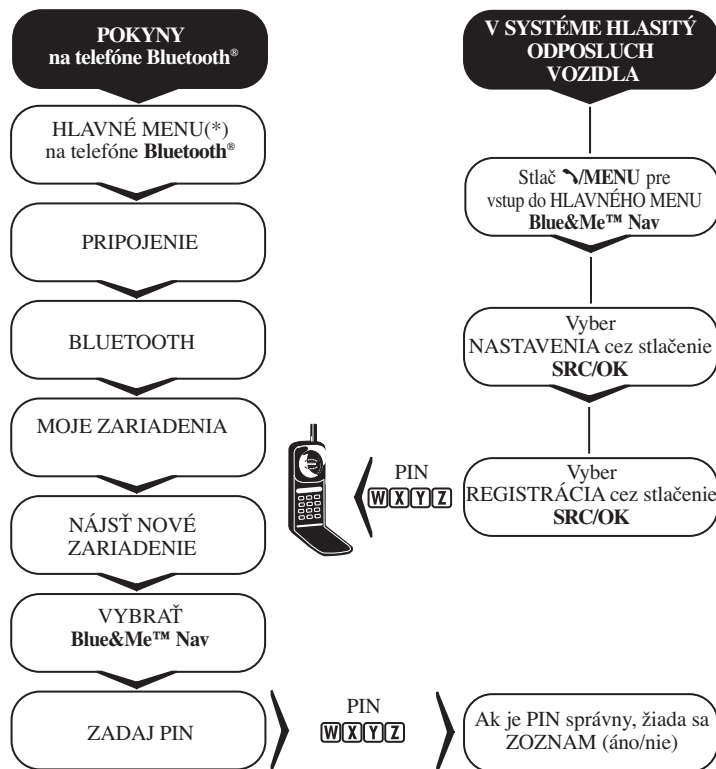 POKYNY
na telefóne Bluetooth®
HLAVNÉ MENU(*)
na telefóne Bluetooth®
PRIPOJENIE
BLUETOOTH
MOJE ZARIADENIA
NÁJSŤ NOVÉ
ZARIADENIE
VYBRAŤ
Blue&Me™ Nav
ZADAJ PIN
PIN
WXYZ
V SYSTÉME HLASITÝ
ODPOSLUCH
VOZIDLA
Stlač /MENU pre
vstup do HLAVNÉHO MENU
Blue&Me™ Nav
Vyber
NASTAVENIA cez stlačenie
SRC/OK
Vyber
REGISTRÁCIA cez stlačenie
SRC/OK
PIN
WXYZ
Ak je PIN správny, žiada sa
ZOZNAM (áno/nie)